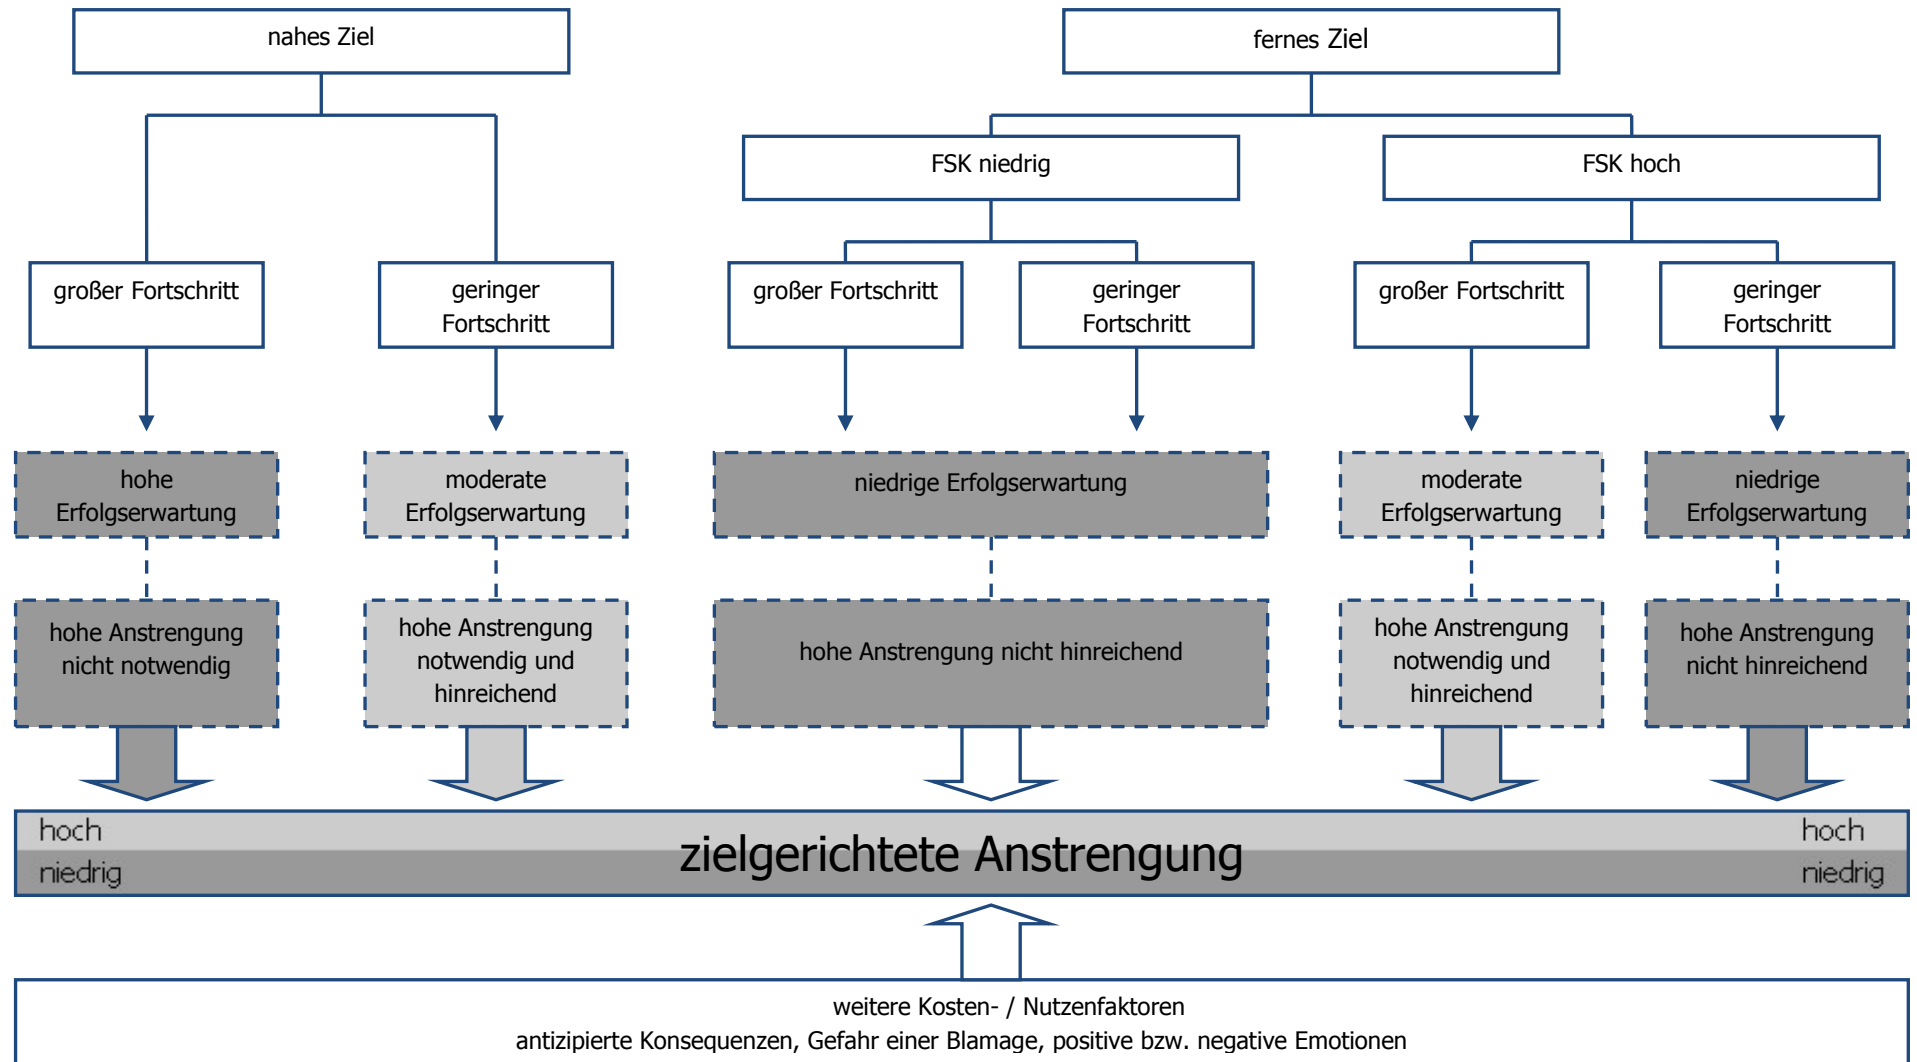 nahes Ziel
fernes Ziel
FSK niedrig
FSK hoch
großer Fortschritt
geringer
Fortschritt
großer Fortschritt
geringer
Fortschritt
großer Fortschritt
geringer
Fortschritt
hohe
Erfolgserwartung
moderate
Erfolgserwartung
niedrige Erfolgserwartung
moderate
Erfolgserwartung
niedrige
Erfolgserwartung
hohe Anstrengung
nicht notwendig
hohe Anstrengung
notwendig und
hinreichend
hohe Anstrengung nicht hinreichend
hohe Anstrengung
notwendig und
hinreichend
hohe Anstrengung
nicht hinreichend
hoch
niedrig
zielgerichtete Anstrengung
hoch
niedrig
weitere Kosten- / Nutzenfaktoren
antizipierte Konsequenzen, Gefahr einer Blamage, positive bzw. negative Emotionen